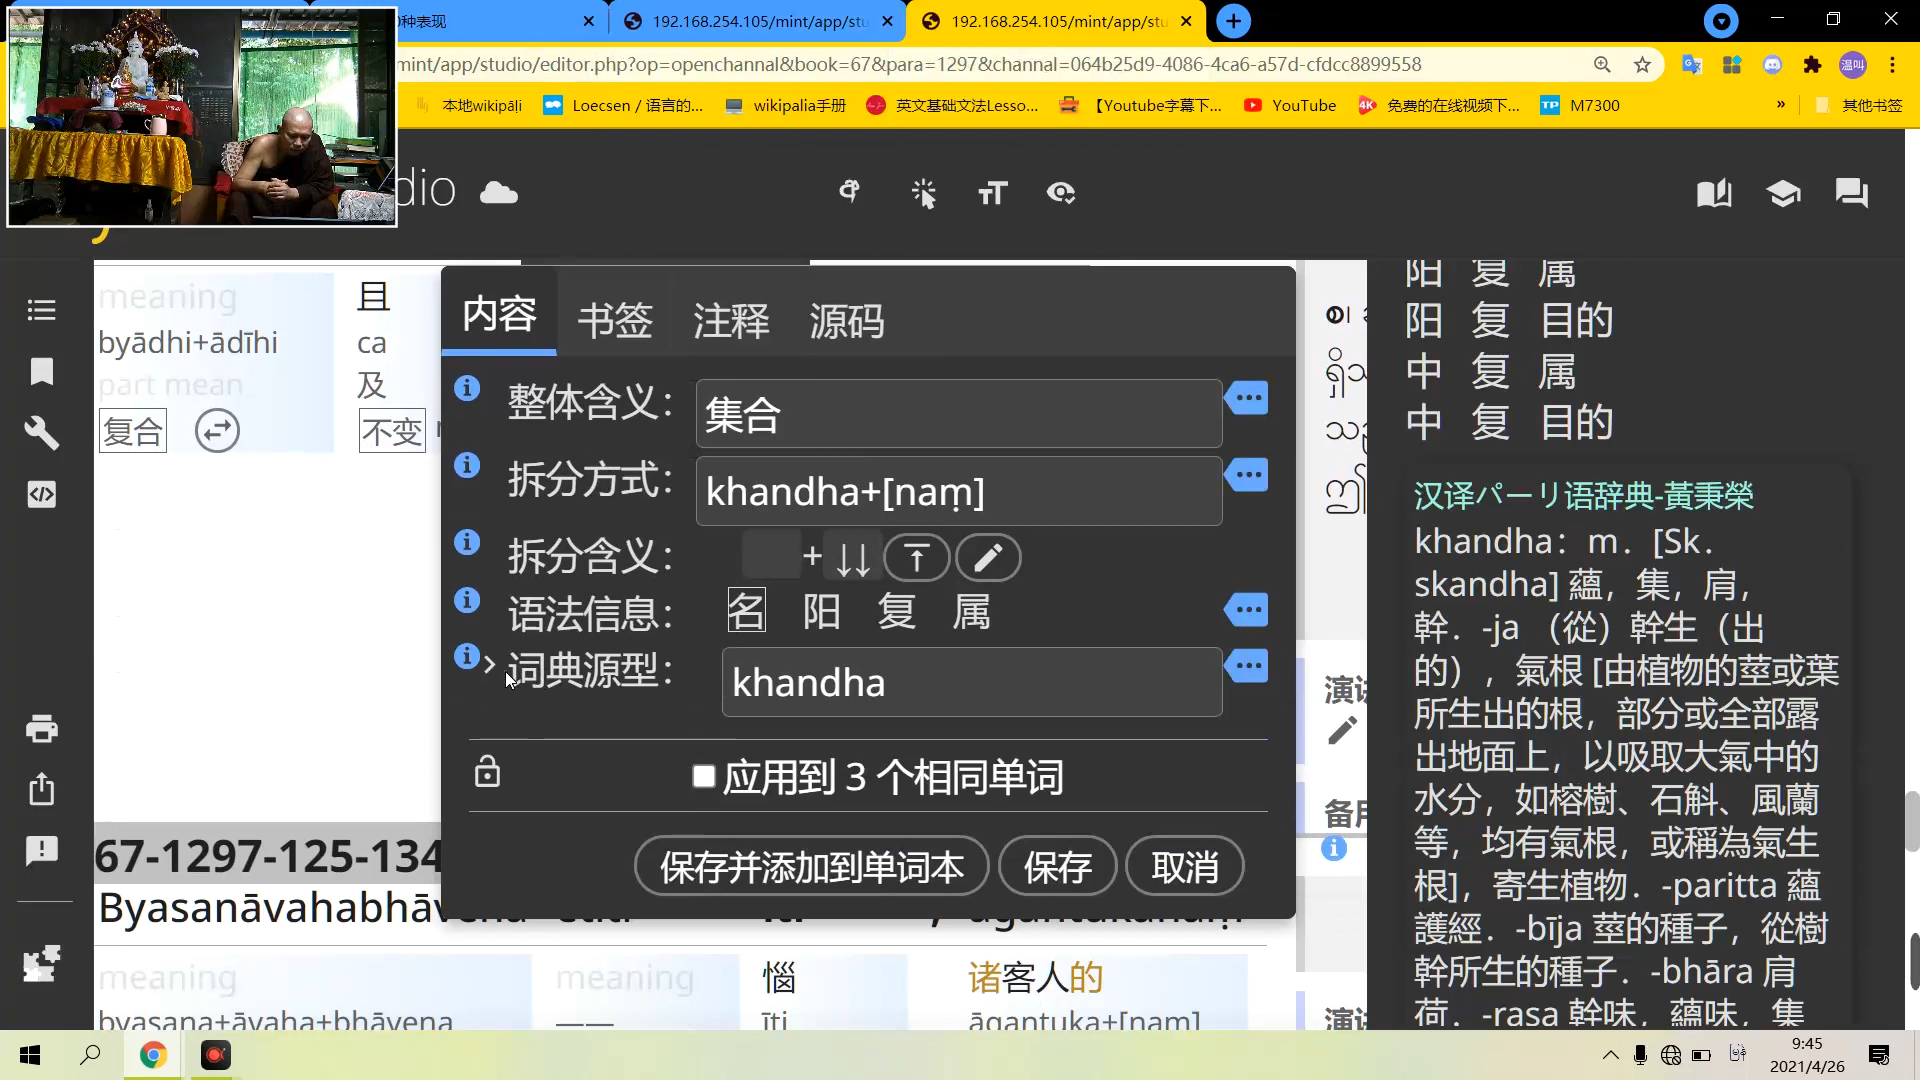 种表现
192.168.254.105/mint/app/stu
192.168.254.105/mint/app/stu
mint/app/studio/editor.php?op=openchannal&book=67&para=1297&channal=064b25d9-4086-4ca6-a57d-cfdcc8899558
温叫
本地wikipāḷi
Loecsen / 语言的...
wikipalia手册
英文基础文法Lesso...
【Youtube字幕下...
YouTube
免费的在线视频下...
M7300
»
其他书签
dio
meaning
byādhi+ādīhi
part mean
复合
且
ca
及
不变
内容 书签 注释 源码
整体含义： 集合
拆分方式： khandha+[naṃ]
拆分含义： + ↓↓
语法信息： 名 阳 复 属
词典源型： khandha
应用到 3 个相同单词
保存并添加到单词本 保存 取消
67-1297-125-134
meaning
byasana+āvaha+bhāvena
meaning
——
惱
īti
诸客人的
āgantuka+[naṃ]
备用
阳 复 属
阳 复 目的
中 复 属
中 复 目的
汉译パーリ语辞典-黃秉榮
khandha：m．[Sk．
skandha] 蘊，集，肩，
幹．-ja （從）幹生（出
的），氣根 [由植物的莖或葉
所生出的根，部分或全部露
出地面上，以吸取大氣中的
水分，如榕樹、石斛、風蘭
等，均有氣根，或稱為氣生
根]，寄生植物．-paritta 蘊
護經．-bīja 莖的種子，從樹
幹所生的種子．-bhāra 肩
荷．-rasa 幹味，蘊味，集
9:45
2021/4/26